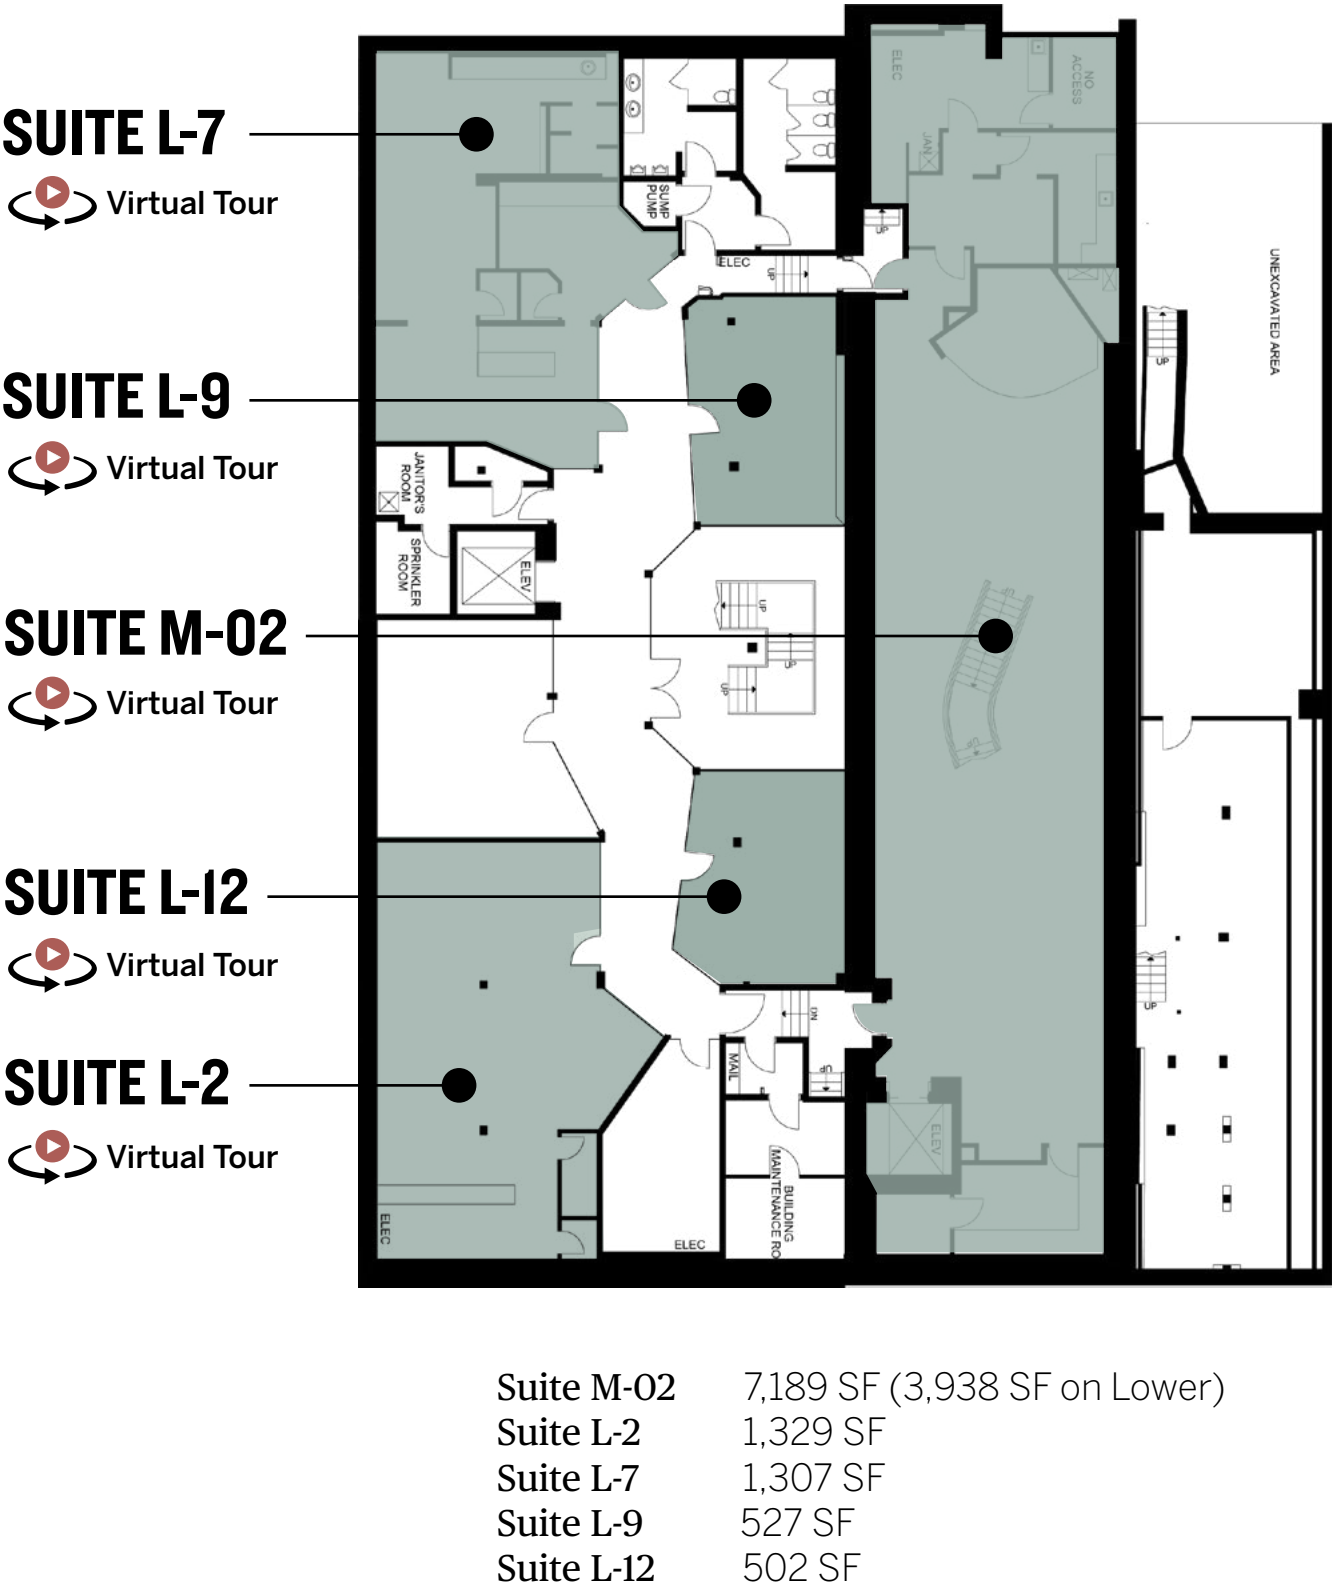 SUITE L-7
Virtual Tour
SUITE L-9
Virtual Tour
SUITE M-02
Virtual Tour
SUITE L-12
Virtual Tour
SUITE L-2
Virtual Tour
ELEC
NO
ACCESS
JAN
SUMP
PUMP
UP
ELEC
UP
UNEXCAVATED AREA
UP
JANITOR'S
ROOM
SPRINKLER
ROOM
ELEV
UP
UP
UP
UP
DN
MAIL
UP
ELEV
BUILDING
MAINTENANCE RO
ELEC
ELEC
Suite M-02 7,189 SF (3,938 SF on Lower)
Suite L-2 1,329 SF
Suite L-7 1,307 SF
Suite L-9 527 SF
Suite L-12 502 SF